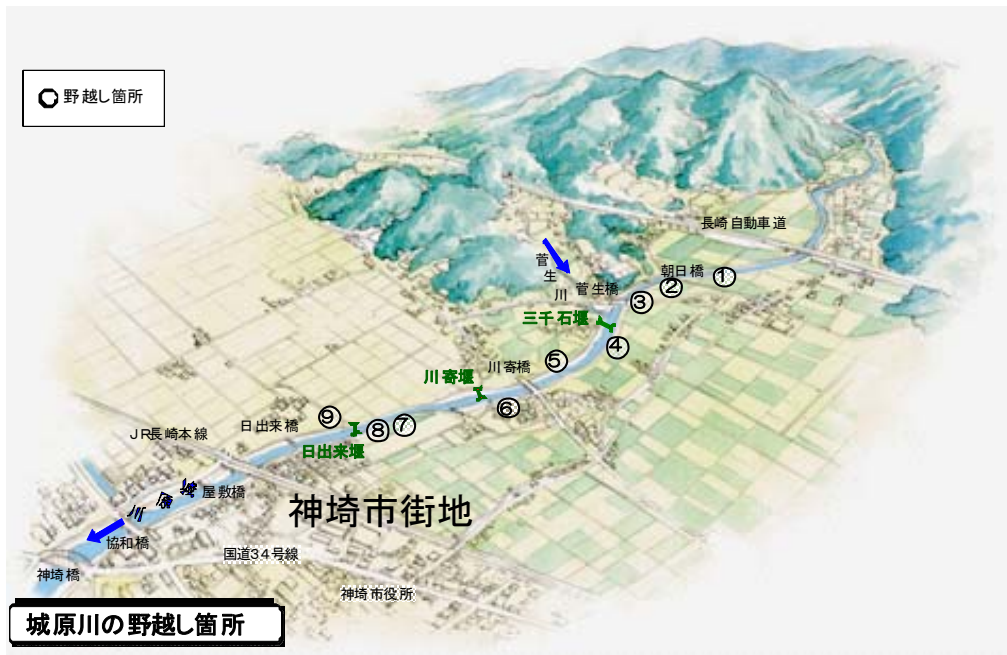 野越し箇所
長崎自動車道
朝日橋
①
②
③
菅生川
菅生橋
三千石堰
④
⑤
川寄橋
川寄堰
⑥
⑦
⑧
⑨
日出来橋
日出来堰
JR長崎本線
屋敷橋
城原川
神埼市街地
協和橋
国道34号線
神埼橋
神埼市役所
城原川の野越し箇所